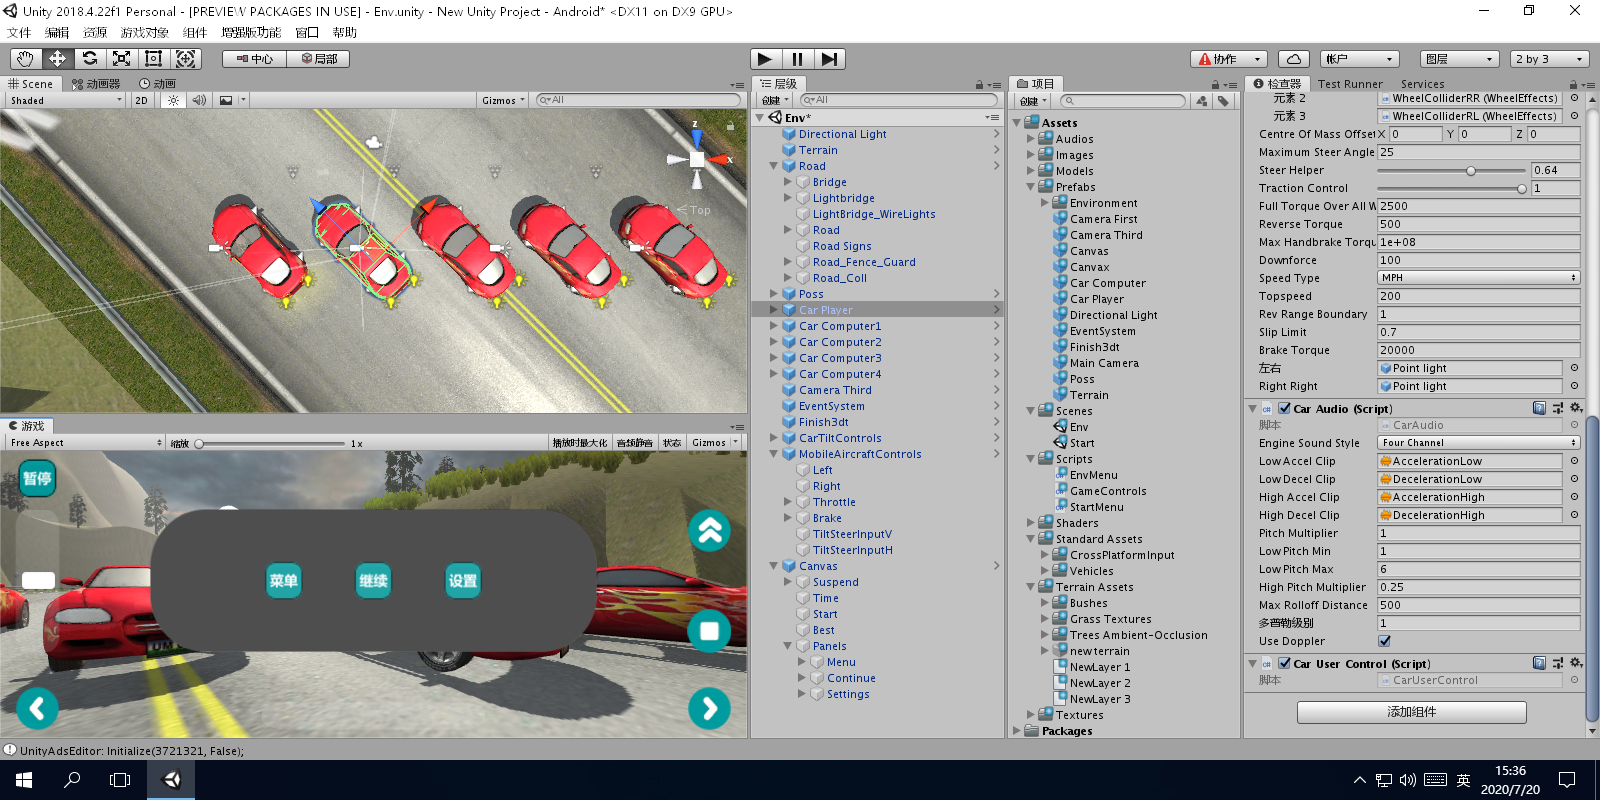 Unity 2018.4.22f1 Personal - [PREVIEW PACKAGES IN USE] - Env.unity - New Unity Project - Android* <DX11 on DX9 GPU>
文件 编辑 资源 游戏对象 组件 增强版功能 窗口 帮助
中心 局部 协作 帐户 图层 2 by 3
Scene 动画器 动画
Shaded 2D Gizmos All
Top
z
x
游戏
Free Aspect 缩放 1x 播放时最大化 音频静音 状态 Gizmos
暂停
菜单 继续 设置
层级
创建 All
Env*
Directional Light
Terrain
Road
Bridge
Lightbridge
LightBridge_WireLights
Road
Road Signs
Road_Fence_Guard
Road_Coll
Poss
Car Player
Car Computer1
Car Computer2
Car Computer3
Car Computer4
Camera Third
EventSystem
Finish3dt
CarTiltControls
MobileAircraftControls
Left
Right
Throttle
Brake
TiltSteerInputV
TiltSteerInputH
Canvas
Suspend
Time
Start
Best
Panels
Menu
Continue
Settings
项目
创建
Assets
Audios
Images
Models
Prefabs
Environment
Camera First
Camera Third
Canvas
Canvax
Car Computer
Car Player
Directional Light
EventSystem
Finish3dt
Main Camera
Poss
Terrain
Scenes
Env
Start
Scripts
EnvMenu
GameControls
StartMenu
Shaders
Standard Assets
CrossPlatformInput
Vehicles
Terrain Assets
Bushes
Grass Textures
Trees Ambient-Occlusion
new terrain
NewLayer 1
NewLayer 2
NewLayer 3
Textures
Packages
检查器 Test Runner Services
元素 2 WheelColliderRR (WheelEffects)
元素 3 WheelColliderRL (WheelEffects)
Centre Of Mass Offset X 0 Y 0 Z 0
Maximum Steer Angle 25
Steer Helper 0.64
Traction Control 1
Full Torque Over All W 2500
Reverse Torque 500
Max Handbrake Torqu 1e+08
Downforce 100
Speed Type MPH
Topspeed 200
Rev Range Boundary 1
Slip Limit 0.7
Brake Torque 20000
左右 Point light
Right Right Point light
Car Audio (Script)
脚本 CarAudio
Engine Sound Style Four Channel
Low Accel Clip AccelerationLow
Low Decel Clip DecelerationLow
High Accel Clip AccelerationHigh
High Decel Clip DecelerationHigh
Pitch Multiplier 1
Low Pitch Min 1
Low Pitch Max 6
High Pitch Multiplier 0.25
Max Rolloff Distance 500
多普勒级别 1
Use Doppler
Car User Control (Script)
脚本 CarUserControl
添加组件
UnityAdsEditor: Initialize(3721321, False);
英
15:36
2020/7/20